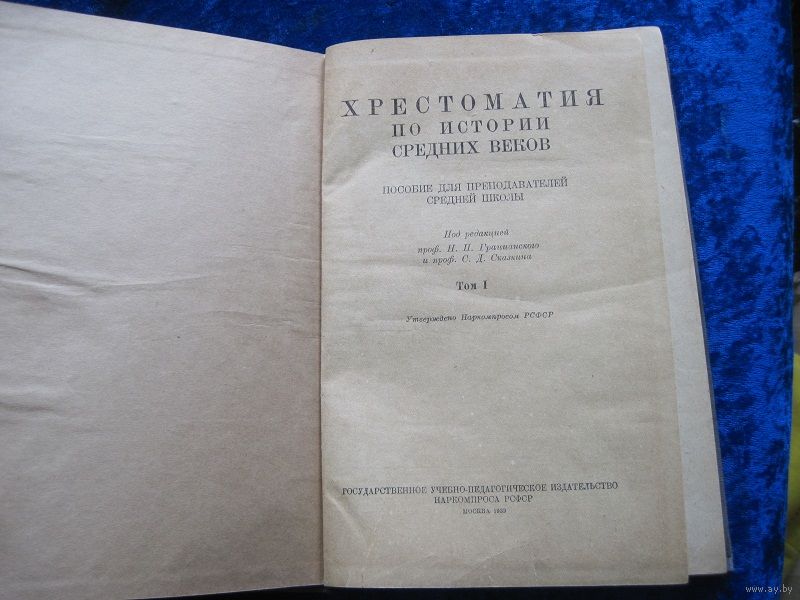 ХРЕСТОМАТИЯ
ПО ИСТОРИИ
СРЕДНИХ ВЕКОВ
ПОСОБИЕ ДЛЯ ПРЕПОДАВАТЕЛЕЙ
СРЕДНЕЙ ШКОЛЫ
Под редакцией
проф. Н. П. Грацианского
и проф. С. Д. Сказкина
Том I
Утверждено Наркомпросом РСФСР
ГОСУДАРСТВЕННОЕ УЧЕБНО-ПЕДАГОГИЧЕСКОЕ ИЗДАТЕЛЬСТВО
НАРКОМПРОСА РСФСР
МОСКВА 1939
www.ay.by